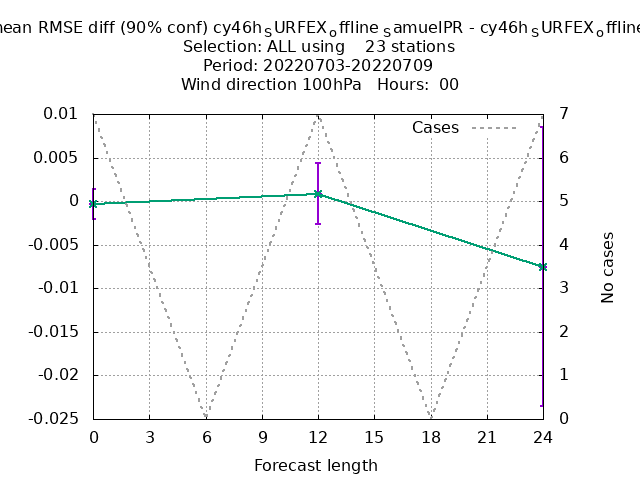 mean RMSE diff (90% conf) cy46h_SURFEX_offline_SamuelPR - cy46h_SURFEX_offline
Selection: ALL using 23 stations
Period: 20220703-20220709
Wind direction 100hPa Hours: 00
0.01
0.005
0
-0.005
-0.01
-0.015
-0.02
-0.025
7
6
5
4
3
2
1
0
Cases
No cases
0 3 6 9 12 15 18 21 24
Forecast length